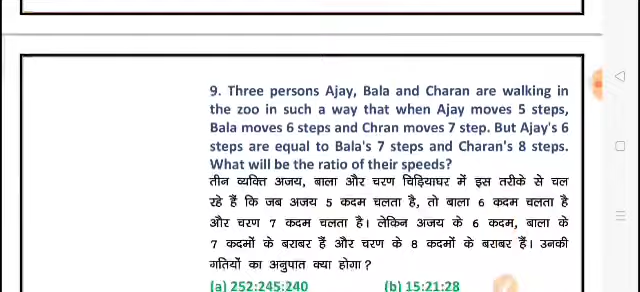 9. Three persons Ajay, Bala and Charan are walking in
the zoo in such a way that when Ajay moves 5 steps,
Bala moves 6 steps and Chran moves 7 step. But Ajay's 6
steps are equal to Bala's 7 steps and Charan's 8 steps.
What will be the ratio of their speeds?
तीन व्यक्ति अजय, बाला और चरण चिड़ियाघर में इस तरीके से चल
रहे हैं कि जब अजय 5 कदम चलता है, तो बाला 6 कदम चलता है
और चरण 7 कदम चलता है। लेकिन अजय के 6 कदम, बाला के
7 कदमों के बराबर हैं और चरण के 8 कदमों के बराबर हैं। उनकी
गतियों का अनुपात क्या होगा ?
(a) 252:245:240 (b) 15:21:28